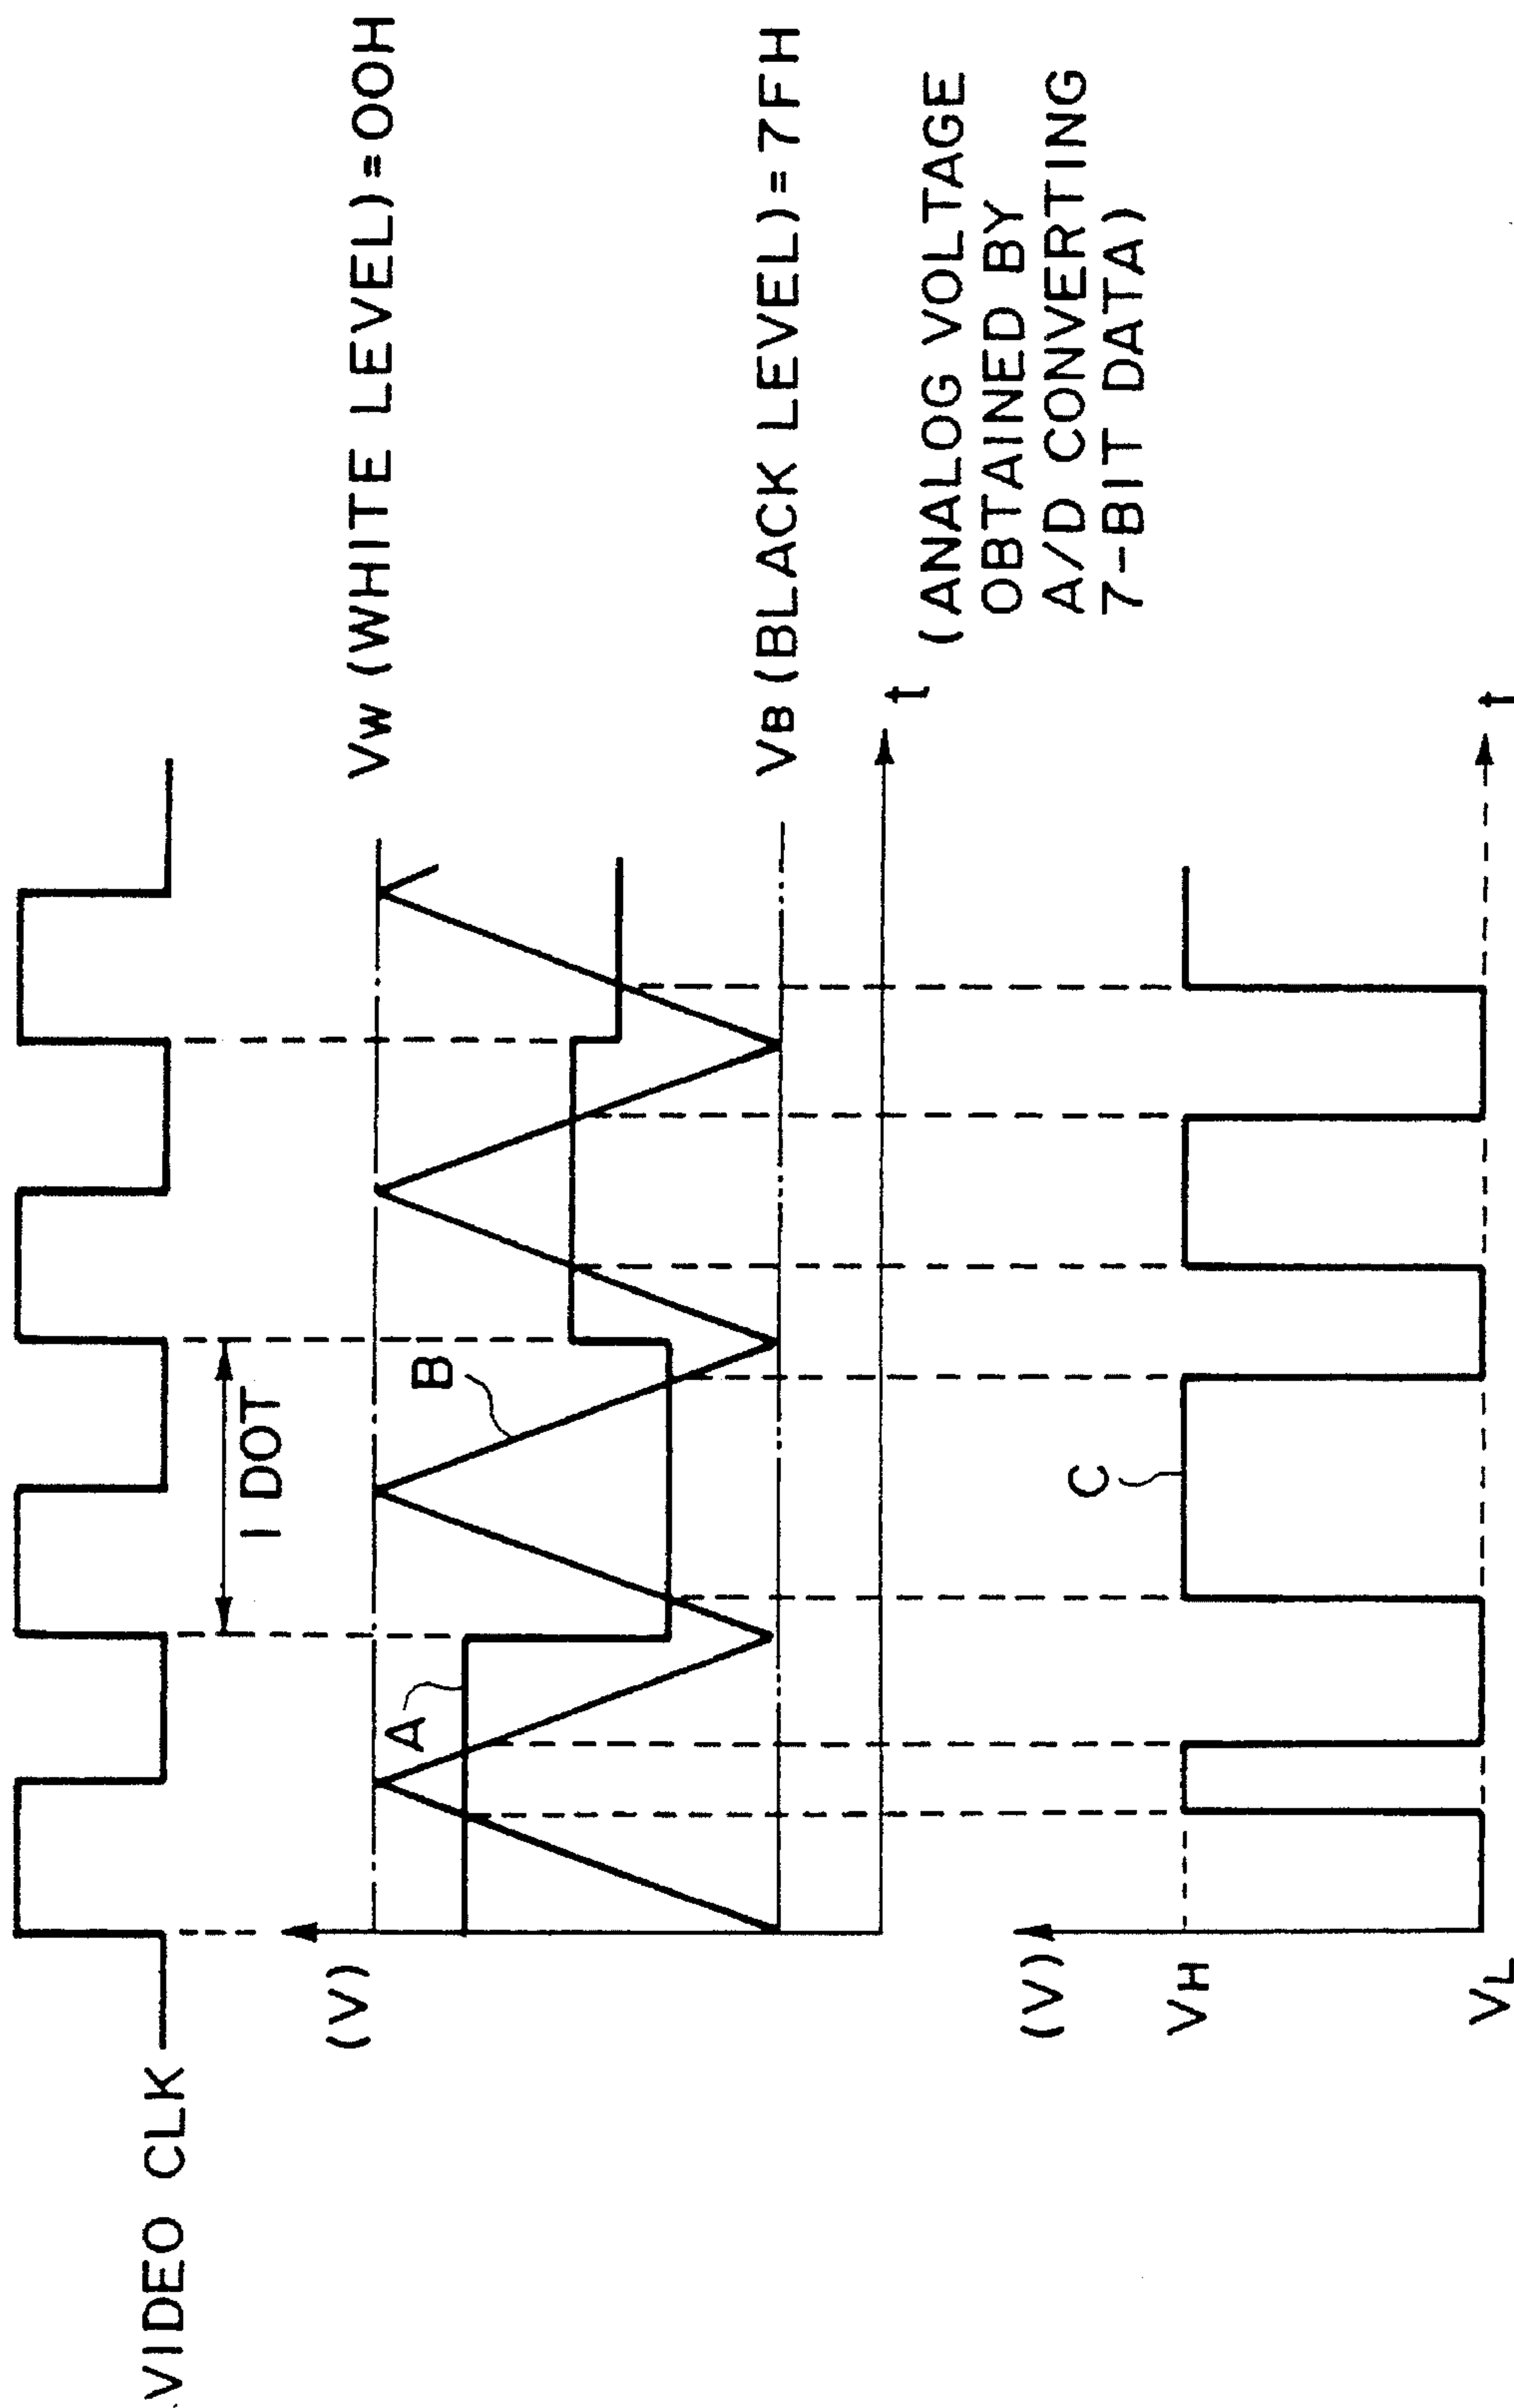 VIDEO CLK
1 DOT
(V)
VW (WHITE LEVEL)=00H
A
B
VB (BLACK LEVEL)=7FH
t
(ANALOG VOLTAGE
OBTAINED BY
A/D CONVERTING
7-BIT DATA)
(V)
VH
C
VL
t